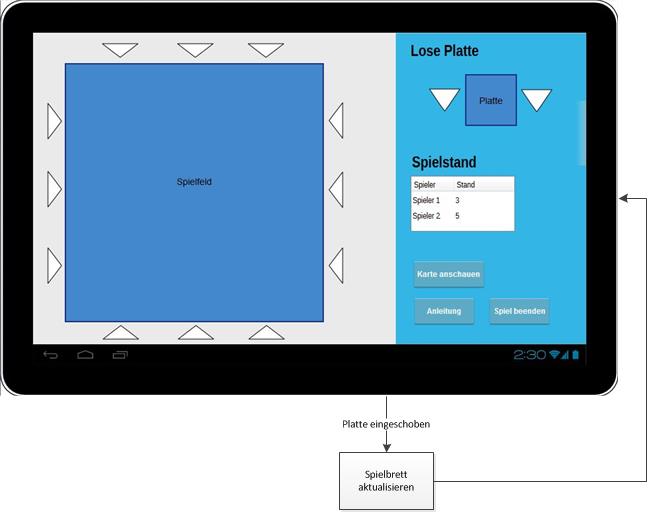 Lose Platte
Platte
Spielfeld
Spielstand
Spieler Stand
Spieler 1 3
Spieler 2 5
Karte anschauen
Anleitung Spiel beenden
2:30
Platte eingeschoben
Spielbrett
aktualisieren